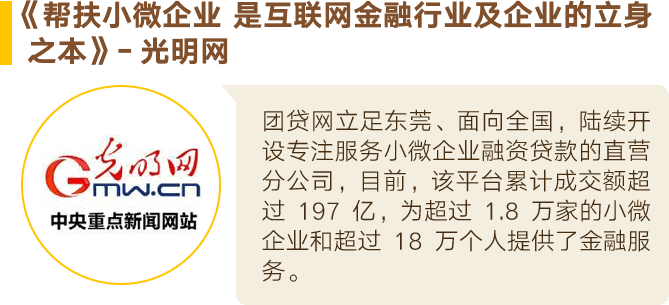 《帮扶小微企业 是互联网金融行业及企业的立身
之本》- 光明网
光明网
Gmw.cn
中央重点新闻网站
团贷网立足东莞、面向全国，陆续开
设专注服务小微企业融资贷款的直营
分公司，目前，该平台累计成交额超
过 197 亿，为超过 1.8 万家的小微
企业和超过 18 万个人提供了金融服
务。